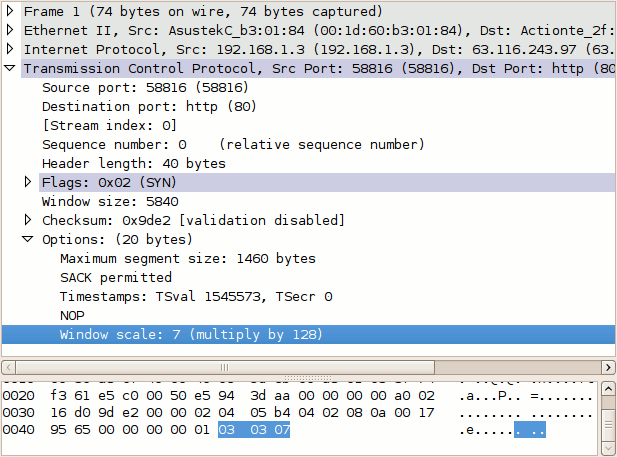 Frame 1 (74 bytes on wire, 74 bytes captured)
Ethernet II, Src: AsustekC_b3:01:84 (00:1d:60:b3:01:84), Dst: Actionte_2f:
Internet Protocol, Src: 192.168.1.3 (192.168.1.3), Dst: 63.116.243.97 (63.
Transmission Control Protocol, Src Port: 58816 (58816), Dst Port: http (80
Source port: 58816 (58816)
Destination port: http (80)
[Stream index: 0]
Sequence number: 0 (relative sequence number)
Header length: 40 bytes
Flags: 0x02 (SYN)
Window size: 5840
Checksum: 0x9de2 [validation disabled]
Options: (20 bytes)
Maximum segment size: 1460 bytes
SACK permitted
Timestamps: TSval 1545573, TSecr 0
NOP
Window scale: 7 (multiply by 128)
0020 f3 61 e5 c0 00 50 e5 94 3d aa 00 00 00 00 a0 02 .a...P.. =.......
0030 16 d0 9d e2 00 00 02 04 05 b4 04 02 08 0a 00 17 ........ ........
0040 95 65 00 00 00 00 01 03 03 07 .e..... ..